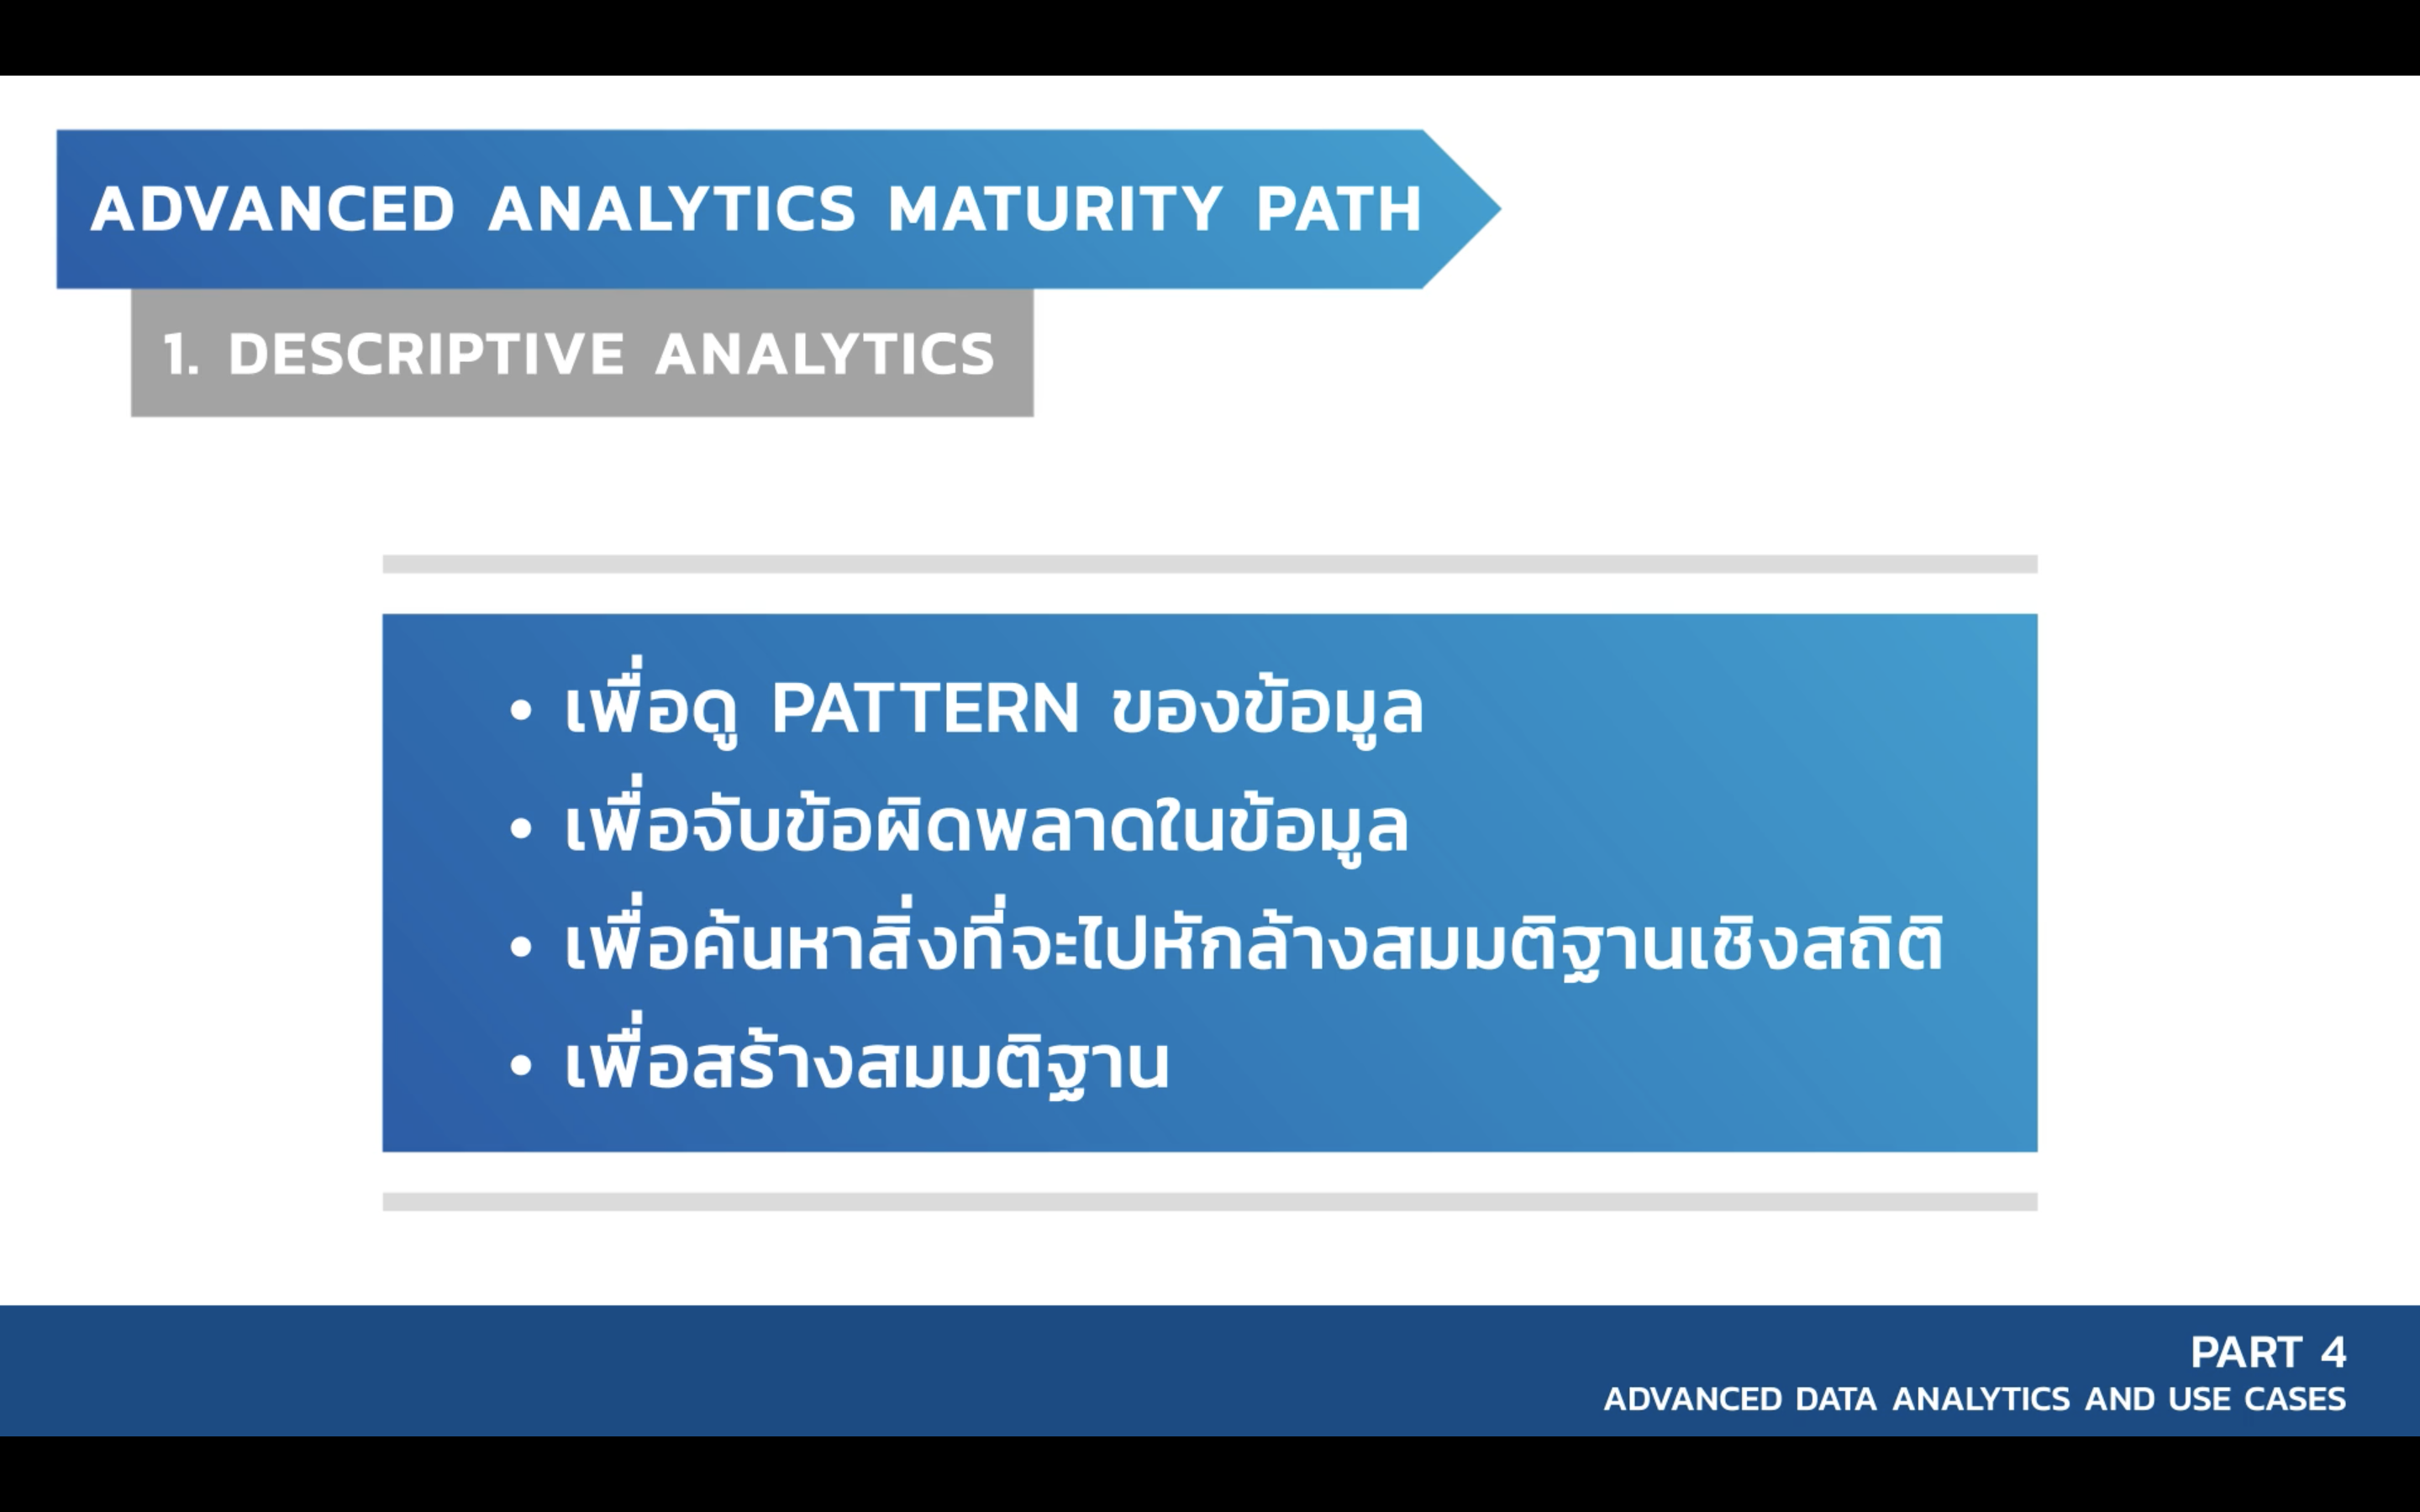 ADVANCED ANALYTICS MATURITY PATH
1. DESCRIPTIVE ANALYTICS
• เพื่อดู PATTERN ของข้อมูล
• เพื่อจับข้อผิดพลาดในข้อมูล
• เพื่อค้นหาสิ่งที่จะไปหักล้างสมมติฐานเชิงสถิติ
• เพื่อสร้างสมมติฐาน
PART 4
ADVANCED DATA ANALYTICS AND USE CASES